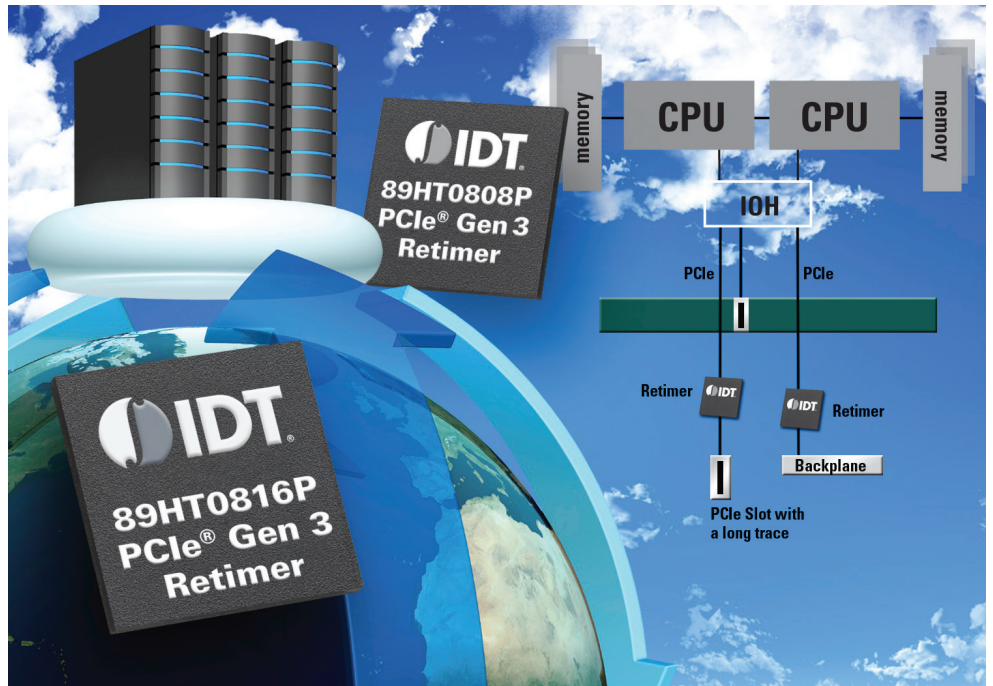 IDT®
89HT0808P
PCIe® Gen 3
Retimer
IDT®
89HT0816P
PCIe® Gen 3
Retimer
memory
CPU
CPU
memory
IOH
PCIe
PCIe
Retimer
IDT
IDT
Retimer
Backplane
PCIe Slot with
a long trace